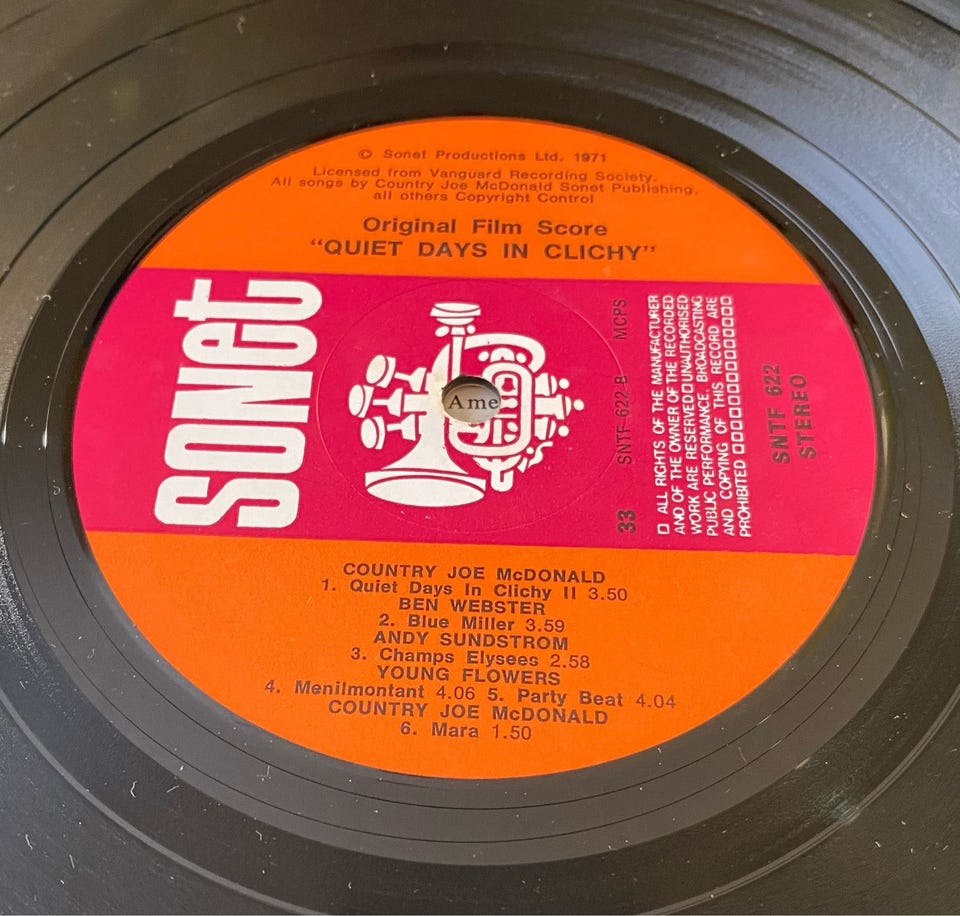 © Sonet Productions Ltd, 1971
Licensed from Vanguard Recording Society.
All songs by Country Joe McDonald Sonet Publishing,
all others Copyright Control
Original Film Score
“QUIET DAYS IN CLICHY”
sonet
Ame
33
SNTF 622 B
MCPS
ALL RIGHTS OF THE MANUFACTURER
AND OF THE OWNER OF THE RECORDED
WORK ARE RESERVED UNAUTHORISED
PUBLIC PERFORMANCE, BROADCASTING
AND COPYING OF THIS RECORD ARE
PROHIBITED
SNTF 622
STEREO
COUNTRY JOE McDONALD
1. Quiet Days In Clichy II 3.50
BEN WEBSTER
2. Blue Miller 3.59
ANDY SUNDSTROM
3. Champs Elysees 2.58
YOUNG FLOWERS
4. Menilmontant 4.06 5. Party Beat 4.04
COUNTRY JOE McDONALD
6. Mara 1.50